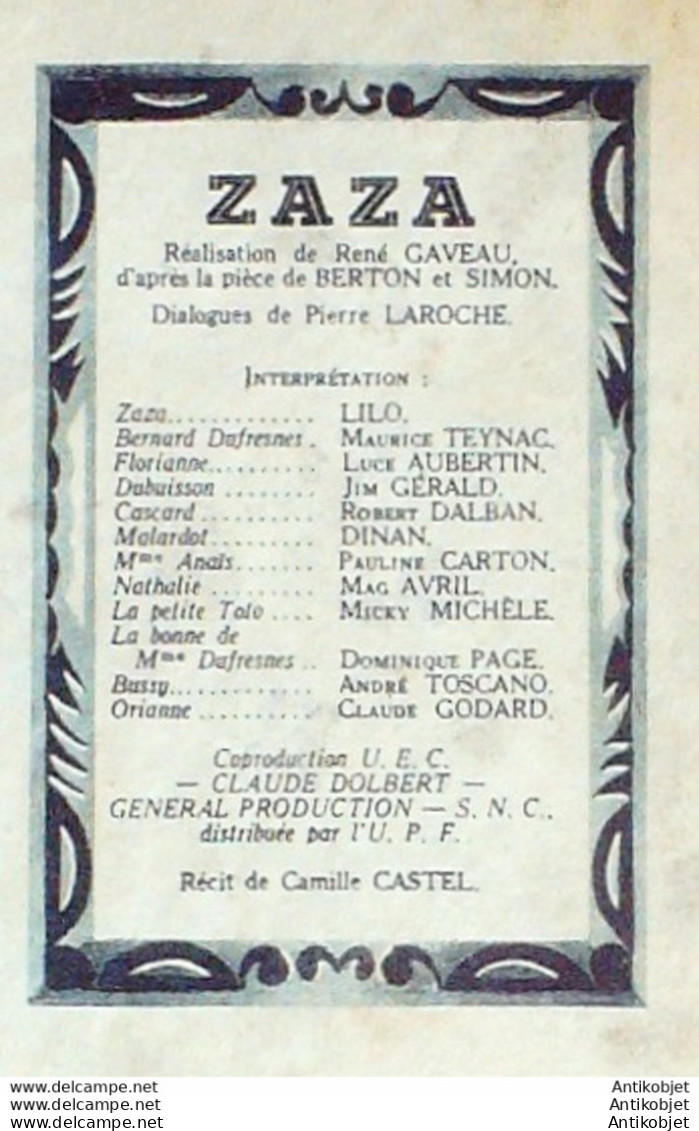 ZAZA
Réalisation de René GAVEAU,
d'après la pièce de BERTON et SIMON.
Dialogues de Pierre LAROCHE.
INTERPRÉTATION :
Zaza............. LILO.
Bernard Dufresnes . MAURICE TEYNAC.
Florianne.......... LUCE AUBERTIN.
Dubuisson ......... JIM GÉRALD.
Cascard........... ROBERT DALBAN.
Malardot.......... DINAN.
Mme Anaïs....... PAULINE CARTON.
Nathalie .......... MAG AVRIL.
La petite Toto .... MICKY MICHÈLE.
La bonne de
Mme Dufresnes .. DOMINIQUE PAGE.
Bussy............. ANDRÉ TOSCANO.
Orianne........... CLAUDE GODARD.
Coproduction U. E. C.
— CLAUDE DOLBERT —
GENERAL PRODUCTION — S. N. C.,
distribuée par l'U. P. F.
Récit de Camille CASTEL.
www.delcampe.com Antikobjet
www.delcampe.com Antikobjet
www.delcampe.com Antikobjet